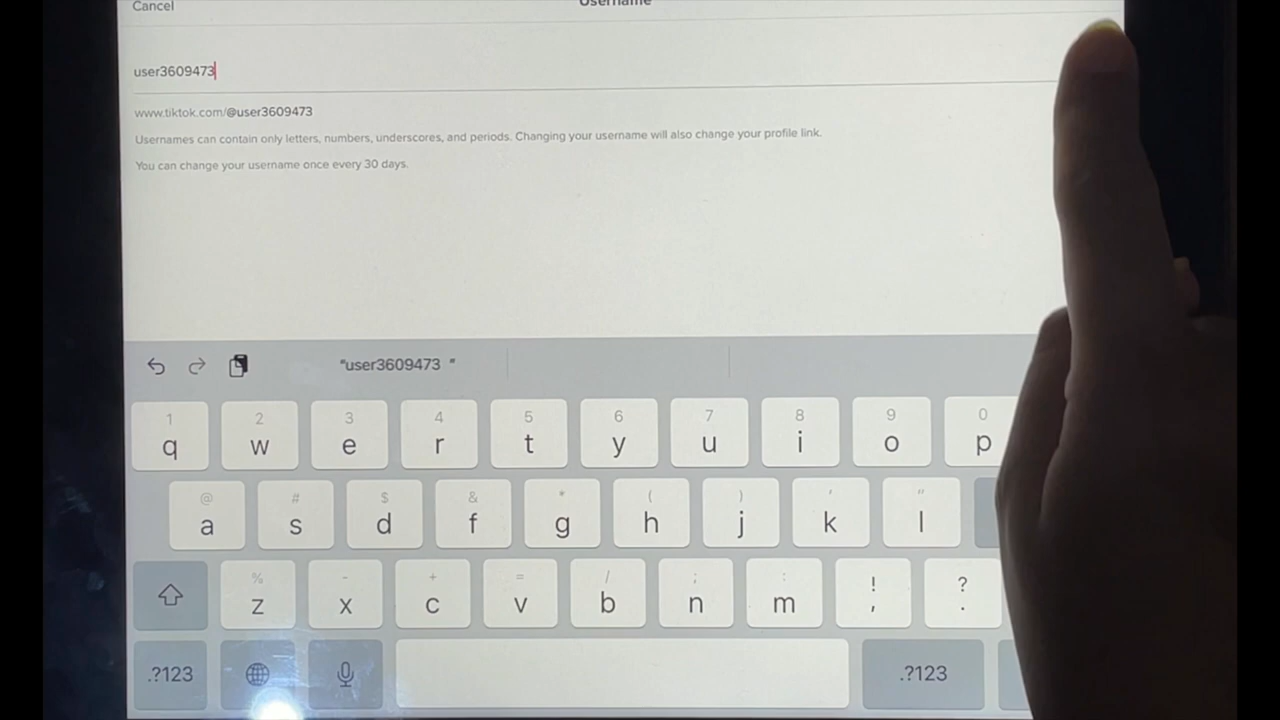 Cancel
Username
user3609473
www.tiktok.com/@user3609473
Usernames can contain only letters, numbers, underscores, and periods. Changing your username will also change your profile link.
You can change your username once every 30 days.
"user3609473 "
1 2 3 4 5 6 7 8 9 0
q w e r t y u i o p
@ # $ & * ( ) ' "
a s d f g h j k l
% - + = / ; : ! ?
z x c v b n m , .
.?123 .?123